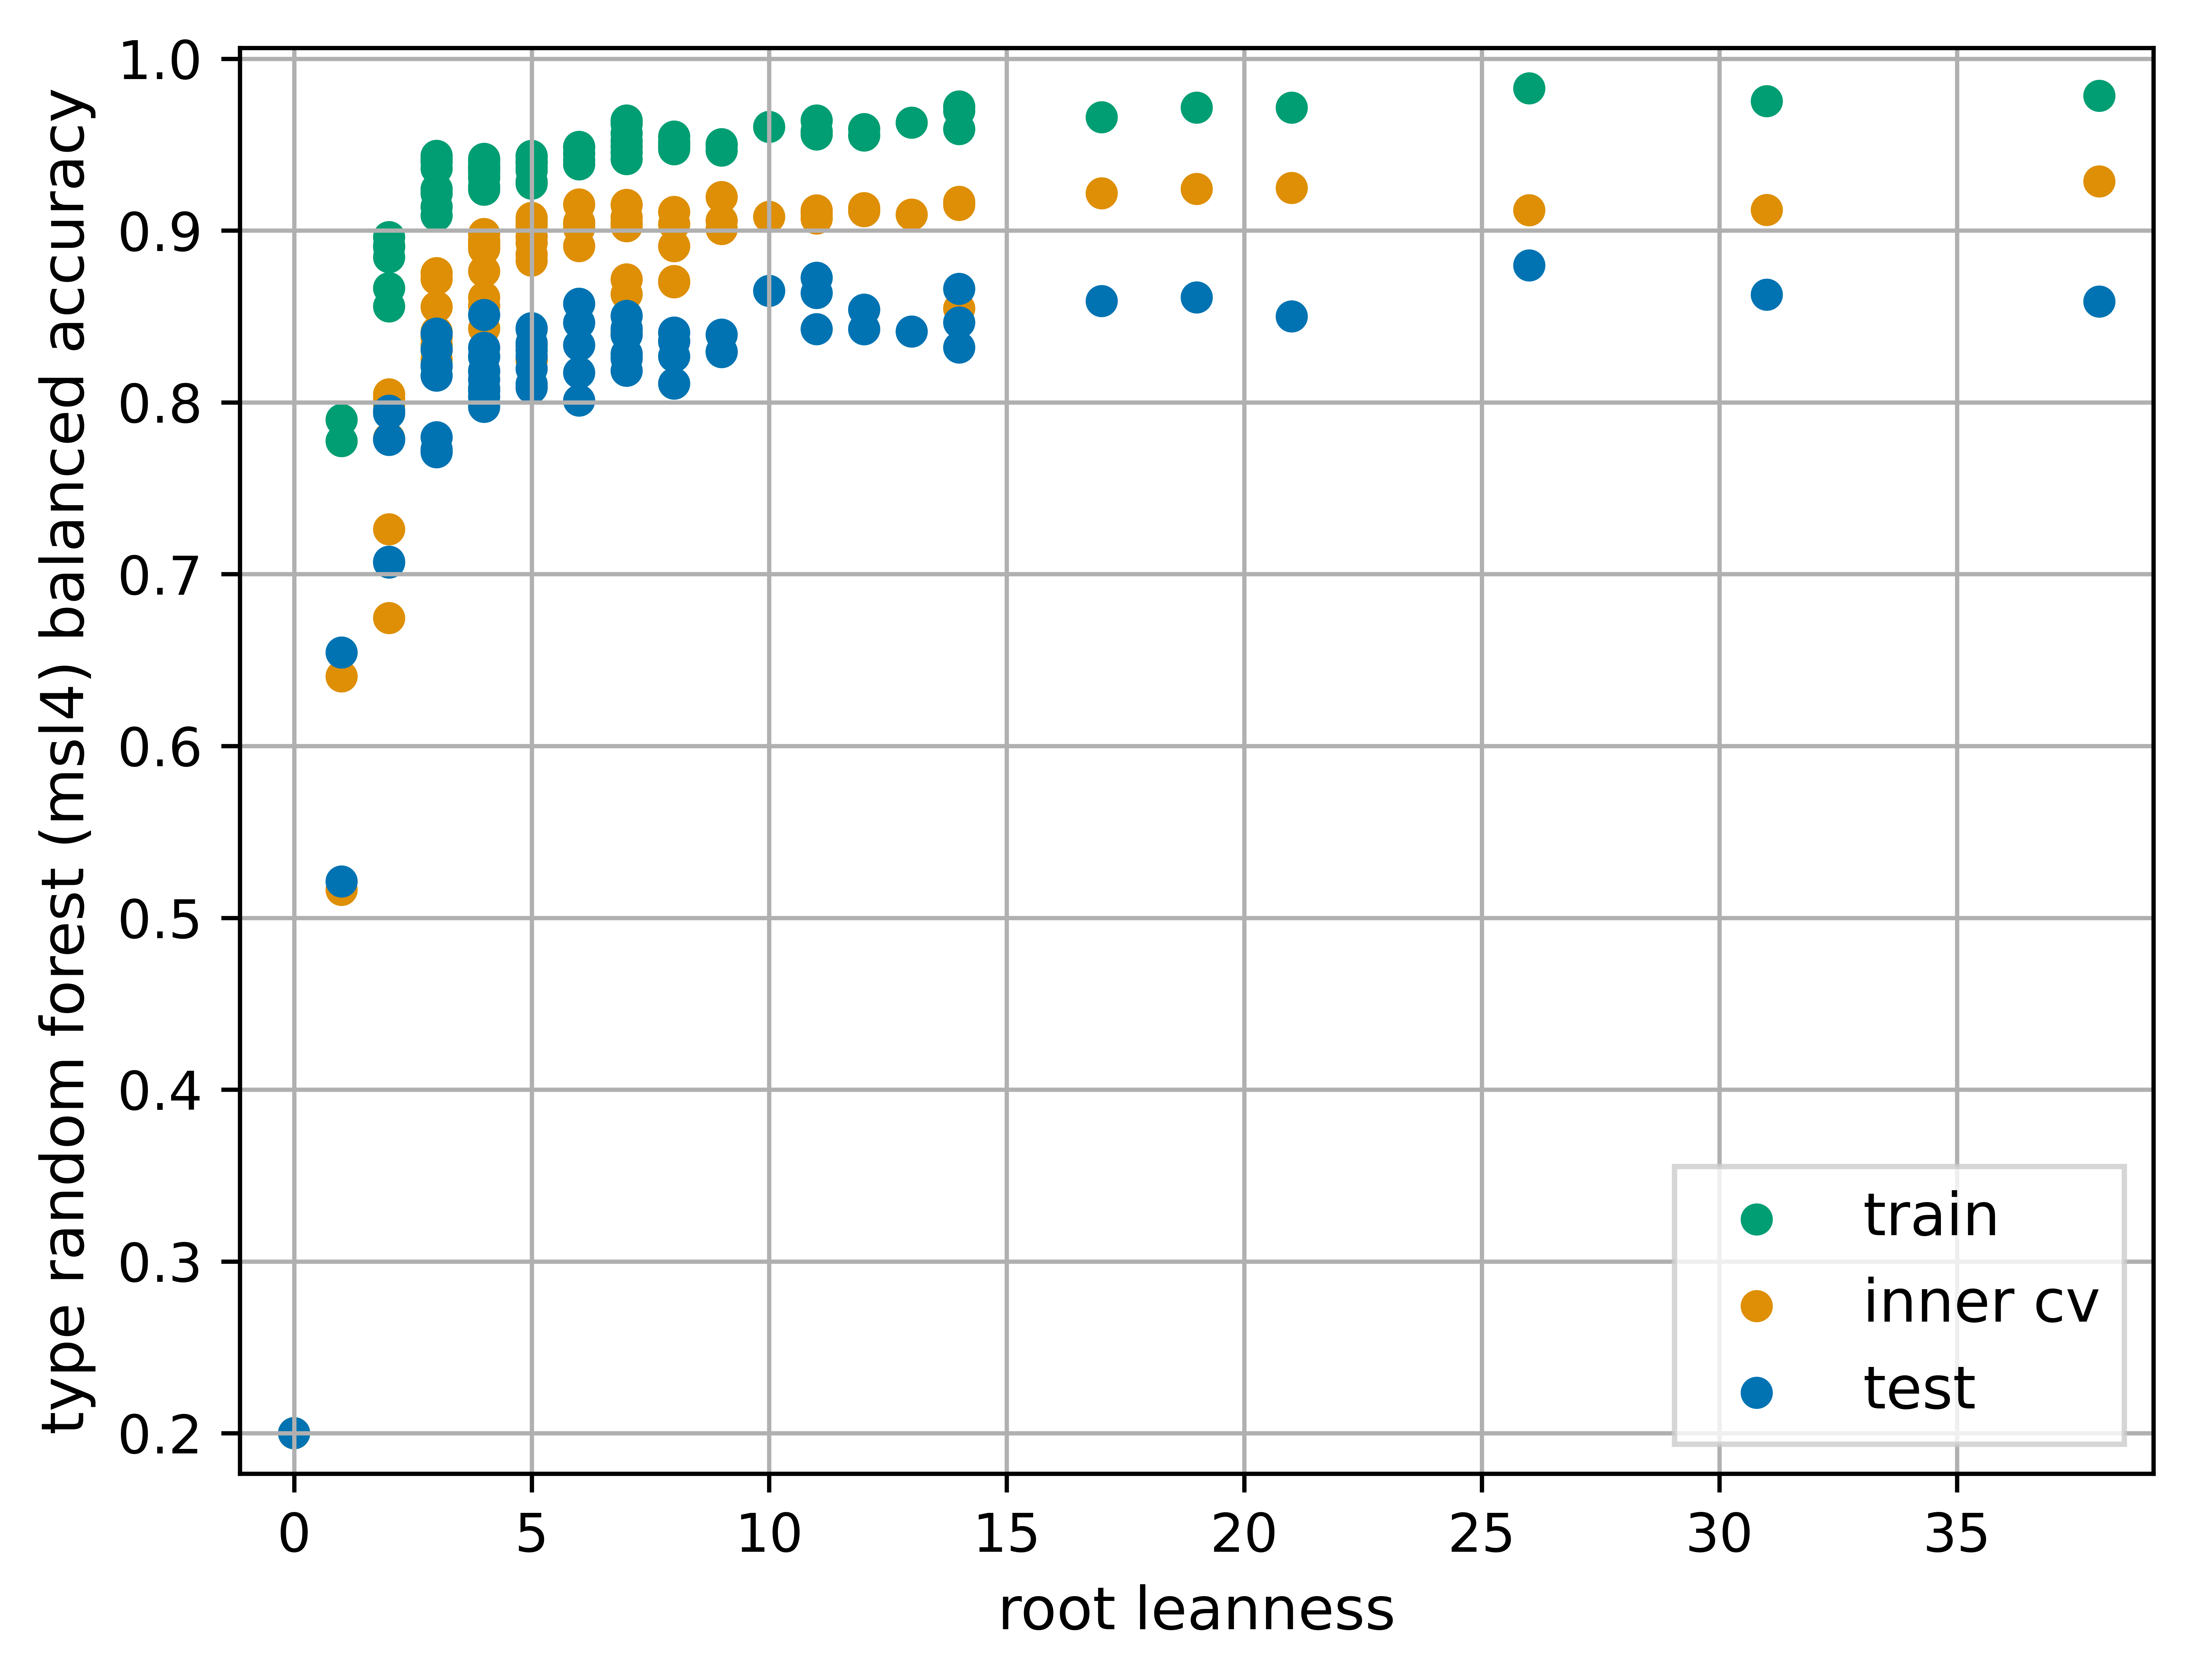 type random forest (msl4) balanced accuracy
1.0
0.9
0.8
0.7
0.6
0.5
0.4
0.3
0.2
train
inner cv
test
0 5 10 15 20 25 30 35
root leanness